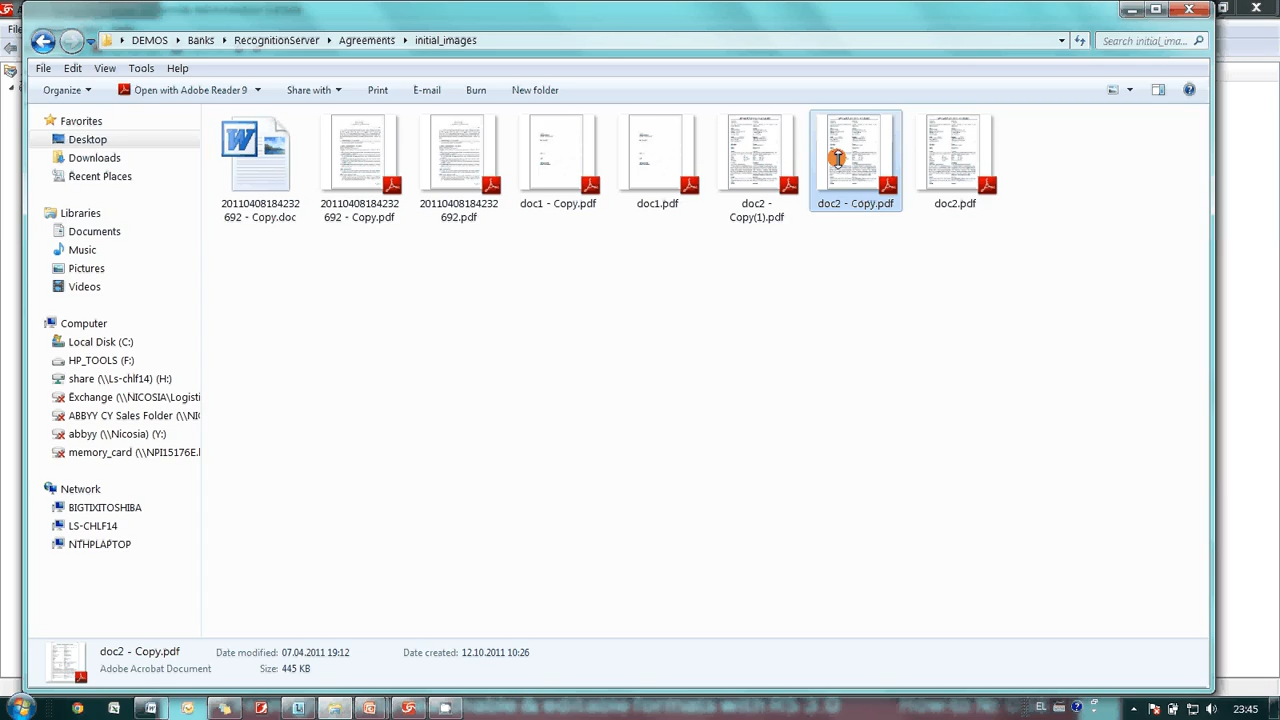 DEMOS Banks RecognitionServer Agreements initial_images
Search initial_ima...
File Edit View Tools Help
Organize Open with Adobe Reader 9 Share with Print E-mail Burn New folder
Favorites
Desktop
Downloads
Recent Places
Libraries
Documents
Music
Pictures
Videos
Computer
Local Disk (C:)
HP_TOOLS (F:)
share (\\Ls-chlf14) (H:)
Exchange (\\NICOSIA\Logisti
ABBYY CY Sales Folder (\\NIC
abbyy (\\Nicosia) (Y:)
memory_card (\\NPI15176E.l
Network
BIGTIXITOSHIBA
LS-CHLF14
NTHPLAPTOP
20110408184232
692 - Copy.doc
20110408184232
692 - Copy.pdf
20110408184232
692.pdf
doc1 - Copy.pdf
doc1.pdf
doc2 -
Copy(1).pdf
doc2 - Copy.pdf
doc2.pdf
doc2 - Copy.pdf Date modified: 07.04.2011 19:12 Date created: 12.10.2011 10:26
Adobe Acrobat Document Size: 445 KB
EL 23:45